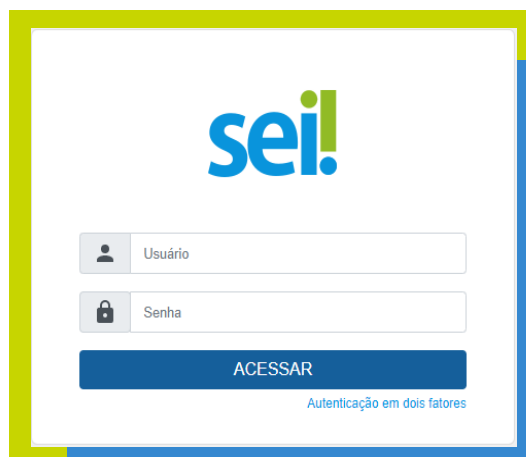 sei!
Usuário
Senha
ACESSAR
Autenticação em dois fatores